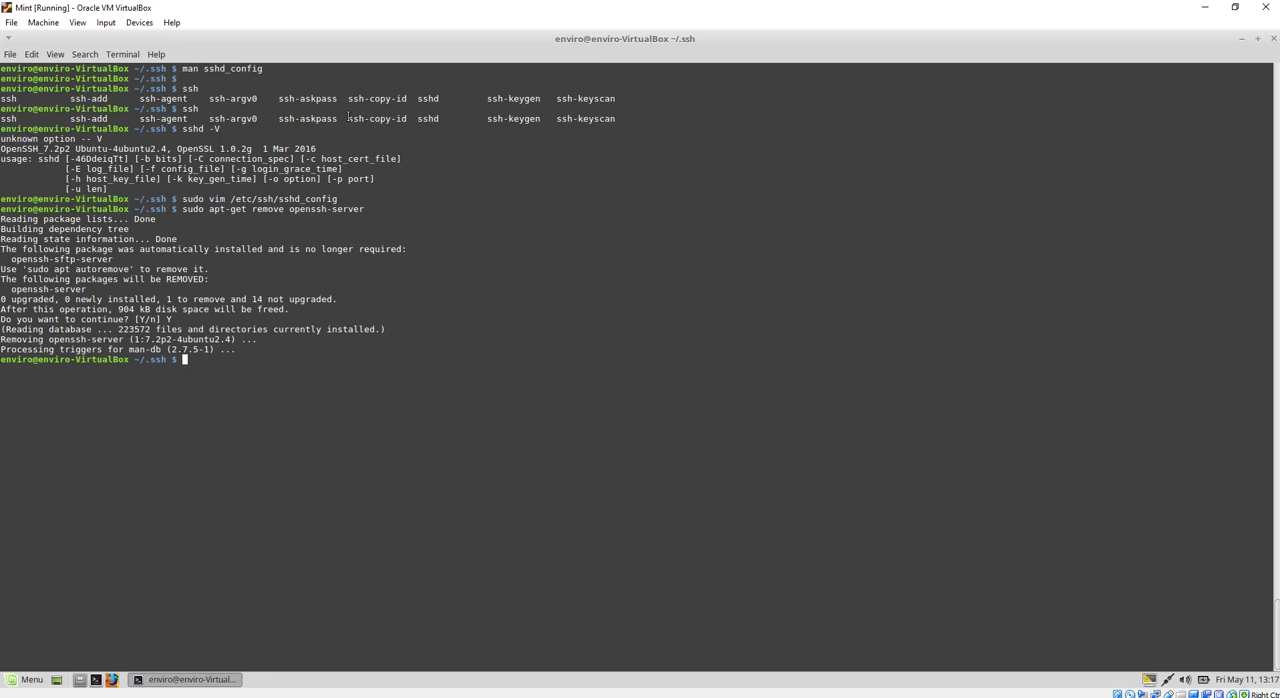 Mint [Running] - Oracle VM VirtualBox
File Machine View Input Devices Help
enviro@enviro-VirtualBox ~/.ssh
File Edit View Search Terminal Help
enviro@enviro-VirtualBox ~/.ssh $ man sshd_config
enviro@enviro-VirtualBox ~/.ssh $
enviro@enviro-VirtualBox ~/.ssh $ ssh
ssh ssh-add ssh-agent ssh-argv0 ssh-askpass ssh-copy-id sshd ssh-keygen ssh-keyscan
enviro@enviro-VirtualBox ~/.ssh $ ssh
ssh ssh-add ssh-agent ssh-argv0 ssh-askpass ssh-copy-id sshd ssh-keygen ssh-keyscan
enviro@enviro-VirtualBox ~/.ssh $ sshd -V
unknown option -- V
OpenSSH_7.2p2 Ubuntu-4ubuntu2.4, OpenSSL 1.0.2g 1 Mar 2016
usage: sshd [-46DdeiqTt] [-b bits] [-C connection_spec] [-c host_cert_file]
[-E log_file] [-f config_file] [-g login_grace_time]
[-h host_key_file] [-k key_gen_time] [-o option] [-p port]
[-u len]
enviro@enviro-VirtualBox ~/.ssh $ sudo vim /etc/ssh/sshd_config
enviro@enviro-VirtualBox ~/.ssh $ sudo apt-get remove openssh-server
Reading package lists... Done
Building dependency tree
Reading state information... Done
The following package was automatically installed and is no longer required:
openssh-sftp-server
Use 'sudo apt autoremove' to remove it.
The following packages will be REMOVED:
openssh-server
0 upgraded, 0 newly installed, 1 to remove and 14 not upgraded.
After this operation, 904 kB disk space will be freed.
Do you want to continue? [Y/n] Y
(Reading database ... 223572 files and directories currently installed.)
Removing openssh-server (1:7.2p2-4ubuntu2.4) ...
Processing triggers for man-db (2.7.5-1) ...
enviro@enviro-VirtualBox ~/.ssh $
Menu enviro@enviro-Virtual... Fri May 11, 13:17
Right Ctr